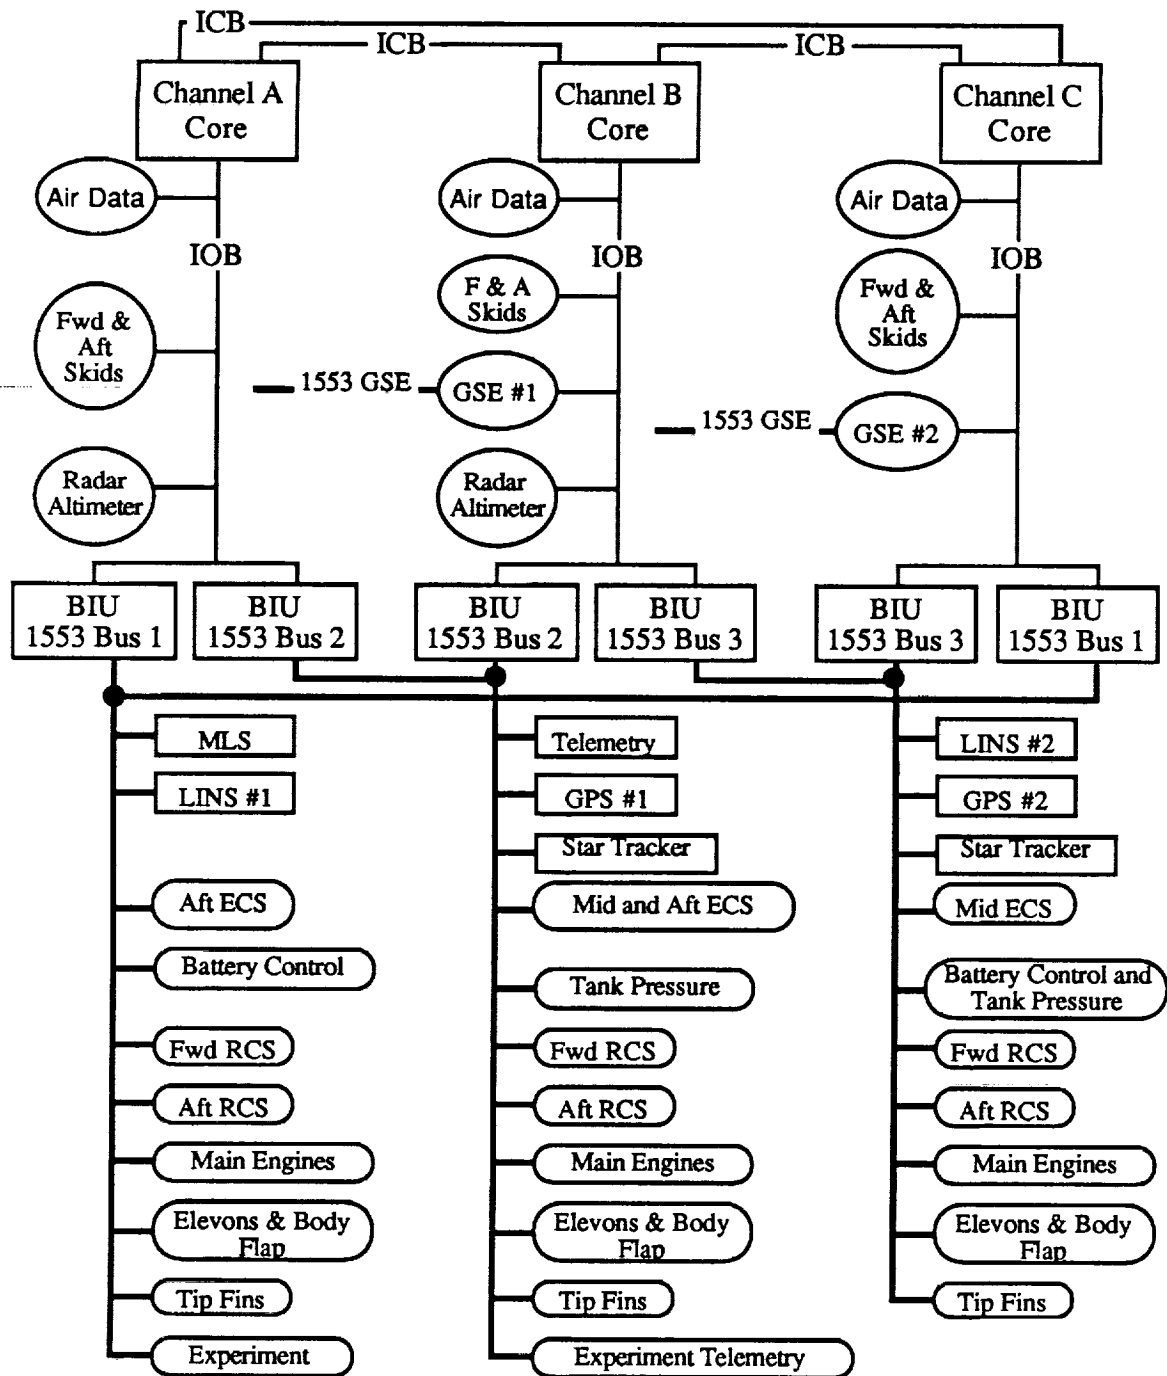 ICB
ICB
ICB
Channel A
Core
Channel B
Core
Channel C
Core
Air Data
Air Data
Air Data
IOB
IOB
IOB
Fwd &
Aft
Skids
F & A
Skids
Fwd &
Aft
Skids
1553 GSE
GSE #1
1553 GSE
GSE #2
Radar
Altimeter
Radar
Altimeter
BIU
1553 Bus 1
BIU
1553 Bus 2
BIU
1553 Bus 2
BIU
1553 Bus 3
BIU
1553 Bus 3
BIU
1553 Bus 1
MLS
LINS #1
Aft ECS
Battery Control
Fwd RCS
Aft RCS
Main Engines
Elevons & Body
Flap
Tip Fins
Experiment
Telemetry
GPS #1
Star Tracker
Mid and Aft ECS
Tank Pressure
Fwd RCS
Aft RCS
Main Engines
Elevons & Body
Flap
Tip Fins
Experiment Telemetry
LINS #2
GPS #2
Star Tracker
Mid ECS
Battery Control and
Tank Pressure
Fwd RCS
Aft RCS
Main Engines
Elevons & Body
Flap
Tip Fins